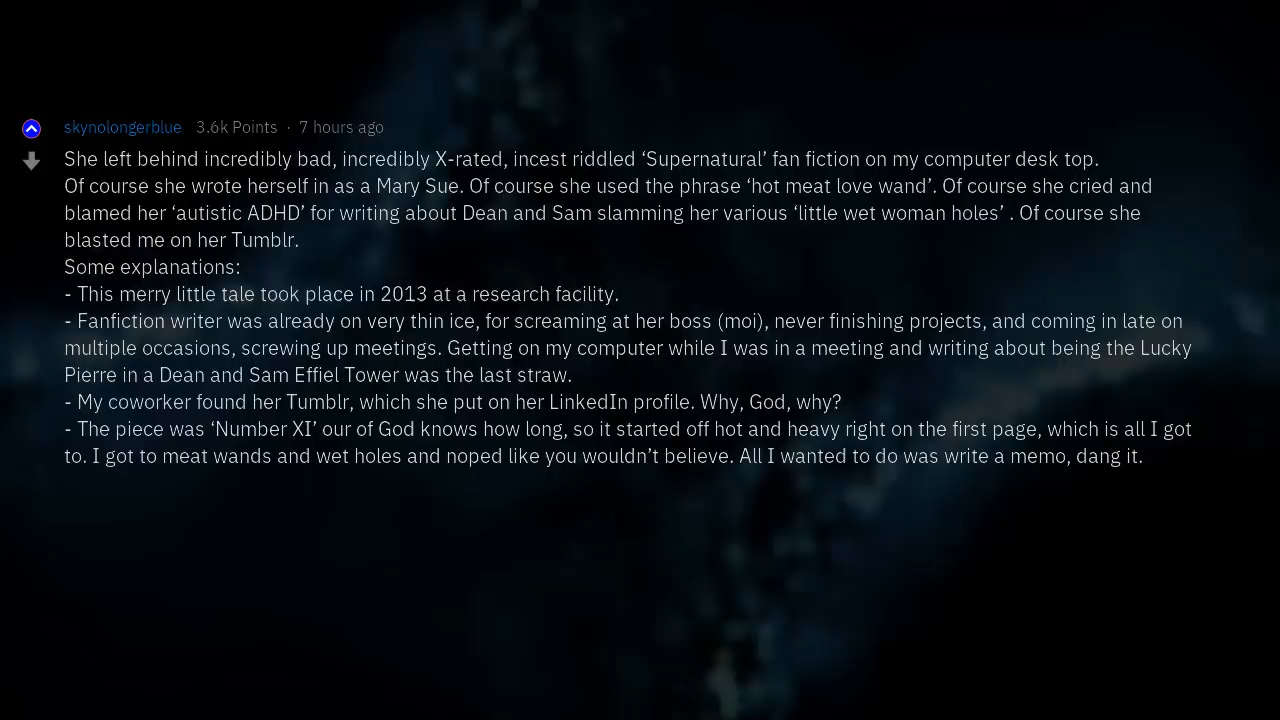 skynolongerblue 3.6k Points · 7 hours ago
She left behind incredibly bad, incredibly X-rated, incest riddled ‘Supernatural’ fan fiction on my computer desk top.
Of course she wrote herself in as a Mary Sue. Of course she used the phrase ‘hot meat love wand’. Of course she cried and
blamed her ‘autistic ADHD’ for writing about Dean and Sam slamming her various ‘little wet woman holes’ . Of course she
blasted me on her Tumblr.
Some explanations:
- This merry little tale took place in 2013 at a research facility.
- Fanfiction writer was already on very thin ice, for screaming at her boss (moi), never finishing projects, and coming in late on
multiple occasions, screwing up meetings. Getting on my computer while I was in a meeting and writing about being the Lucky
Pierre in a Dean and Sam Effiel Tower was the last straw.
- My coworker found her Tumblr, which she put on her LinkedIn profile. Why, God, why?
- The piece was ‘Number XI’ our of God knows how long, so it started off hot and heavy right on the first page, which is all I got
to. I got to meat wands and wet holes and noped like you wouldn’t believe. All I wanted to do was write a memo, dang it.